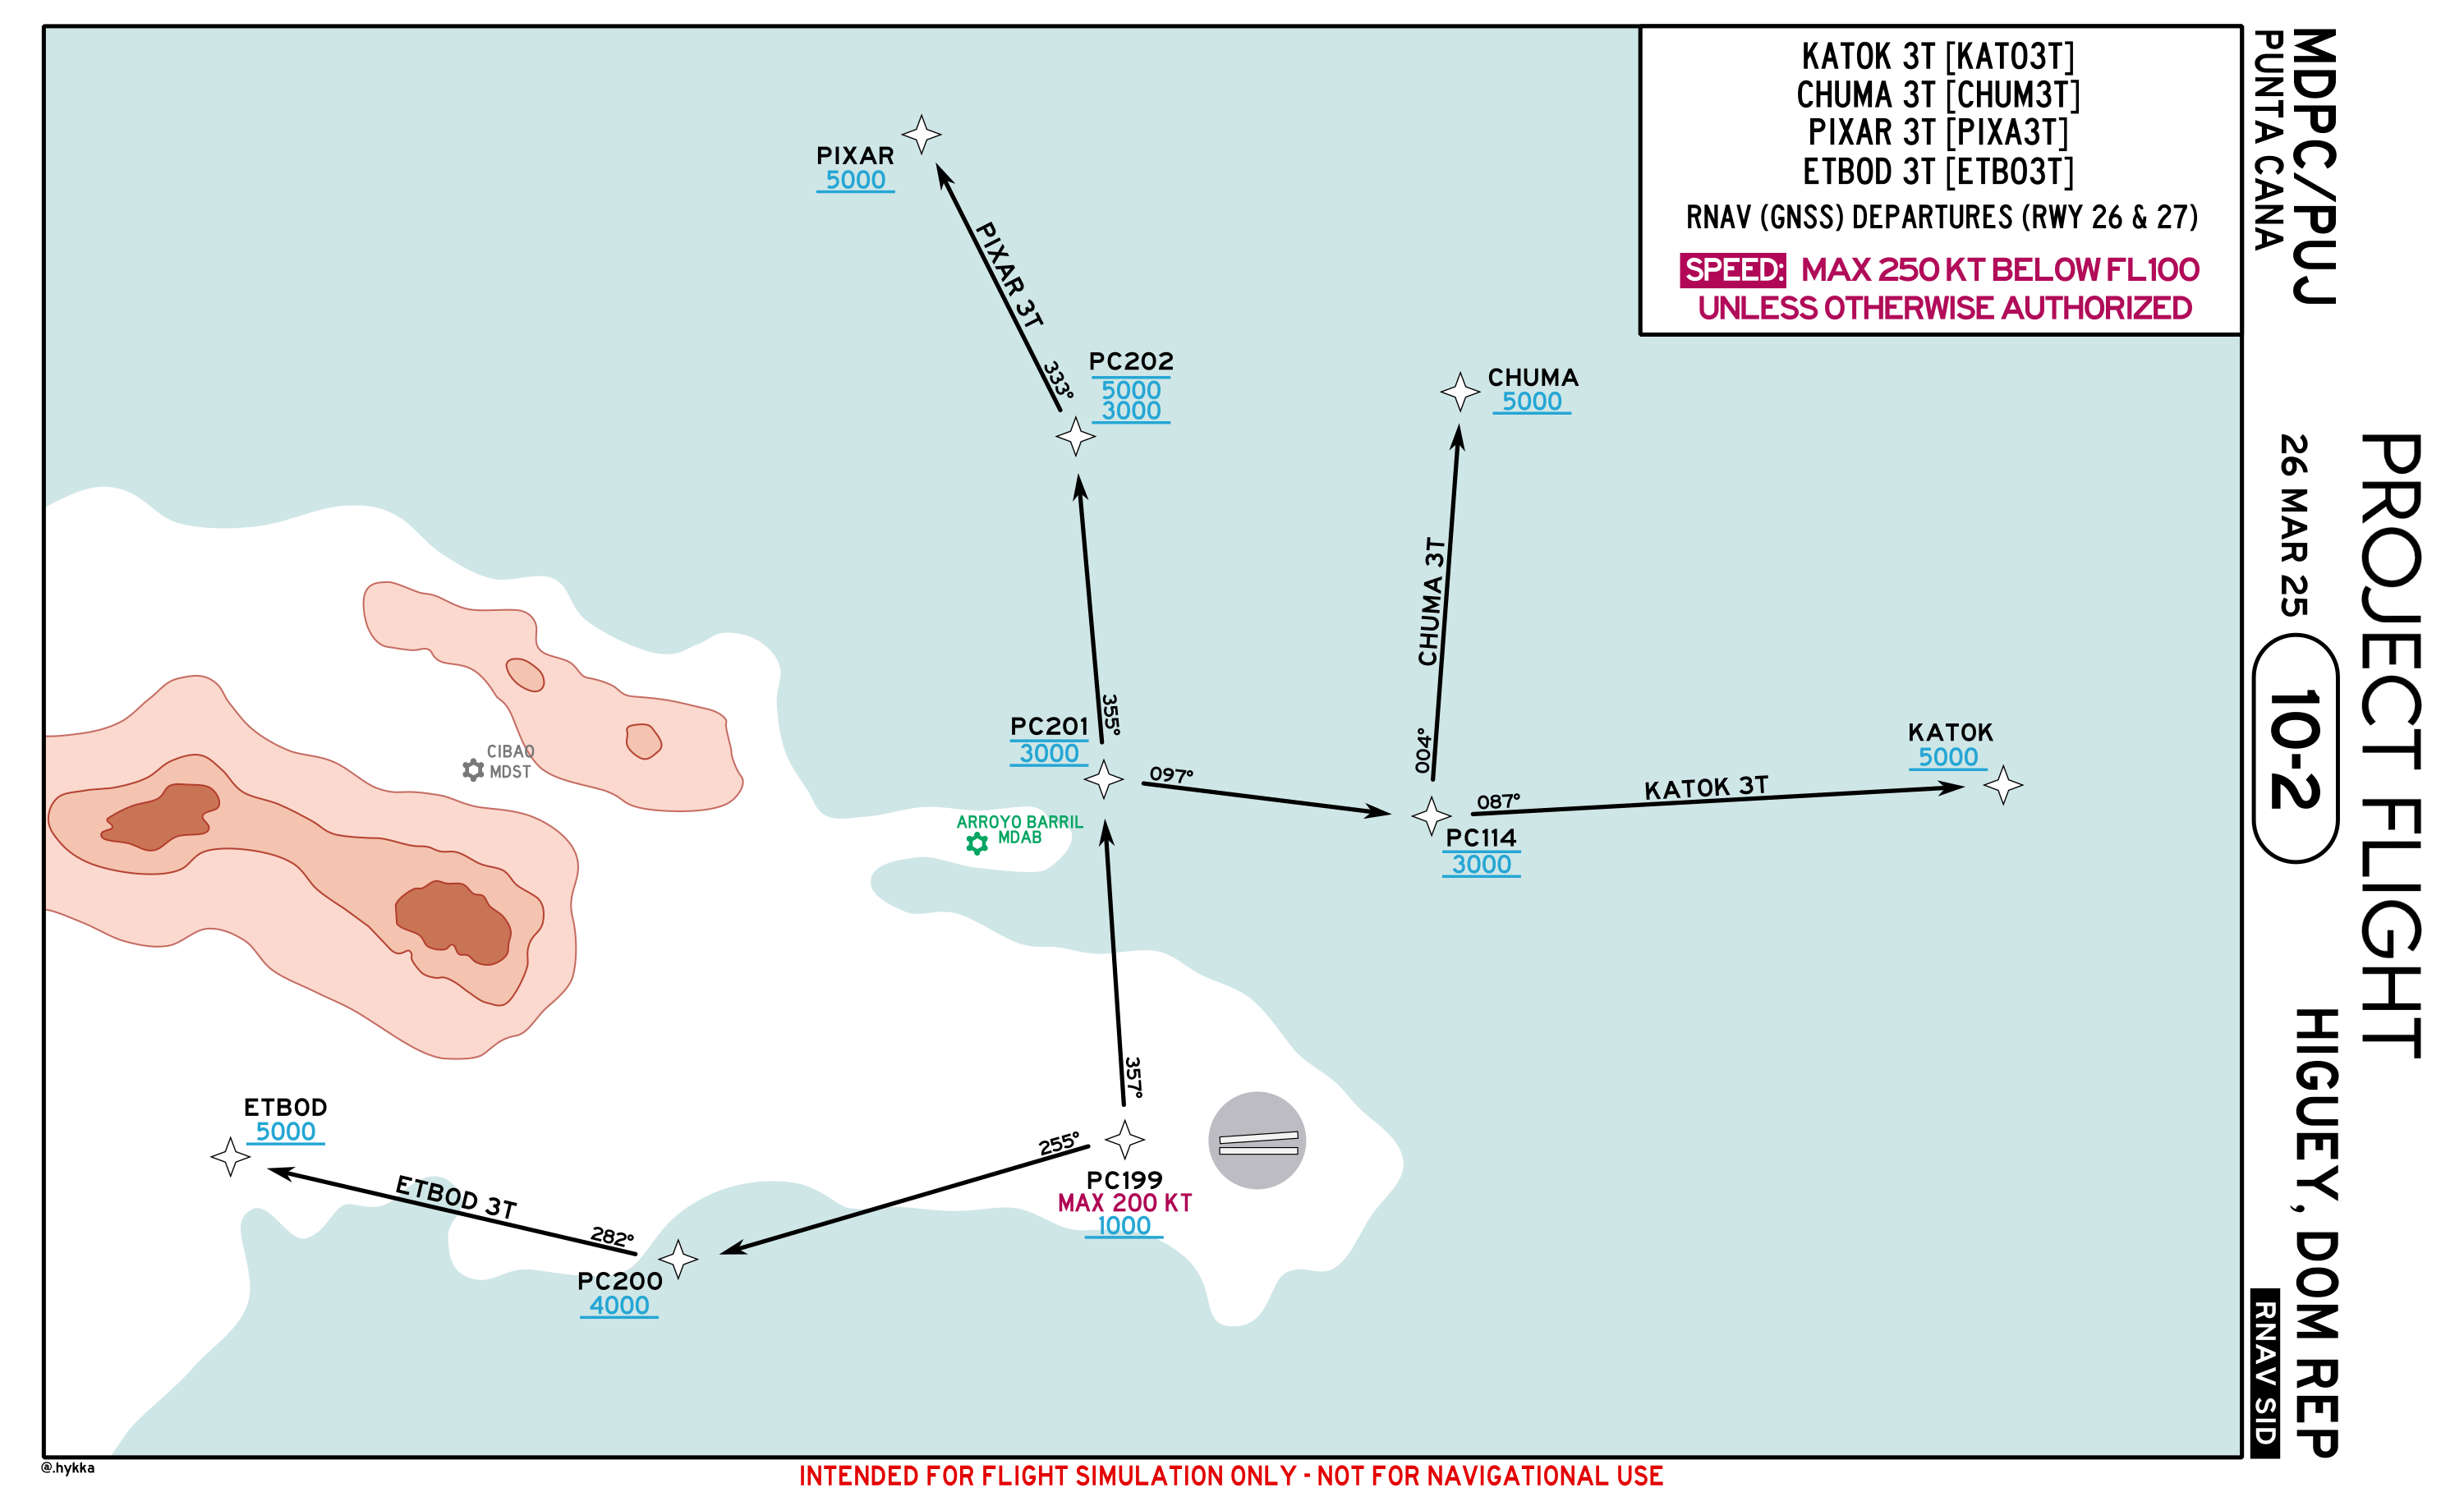 KATOK 3T [KATO3T]
CHUMA 3T [CHUM3T]
PIXAR 3T [PIXA3T]
ETBOD 3T [ETBO3T]
RNAV (GNSS) DEPARTURES (RWY 26 & 27)
SPEED: MAX 250 KT BELOW FL100
UNLESS OTHERWISE AUTHORIZED
MDPC/PUJ
PUNTA CANA
26 MAR 25
10-2
PROJECT FLIGHT
HIGUEY, DOM REP
RNAV SID
PIXAR
5000
PIXAR 3T
333°
PC202
5000
3000
CHUMA
5000
CHUMA 3T
004°
355°
PC201
3000
097°
KATOK
5000
KATOK 3T
087°
PC114
3000
CIBAO
MDST
ARROYO BARRIL
MDAB
357°
255°
PC199
MAX 200 KT
1000
ETBOD
5000
ETBOD 3T
282°
PC200
4000
@.hykka
INTENDED FOR FLIGHT SIMULATION ONLY - NOT FOR NAVIGATIONAL USE